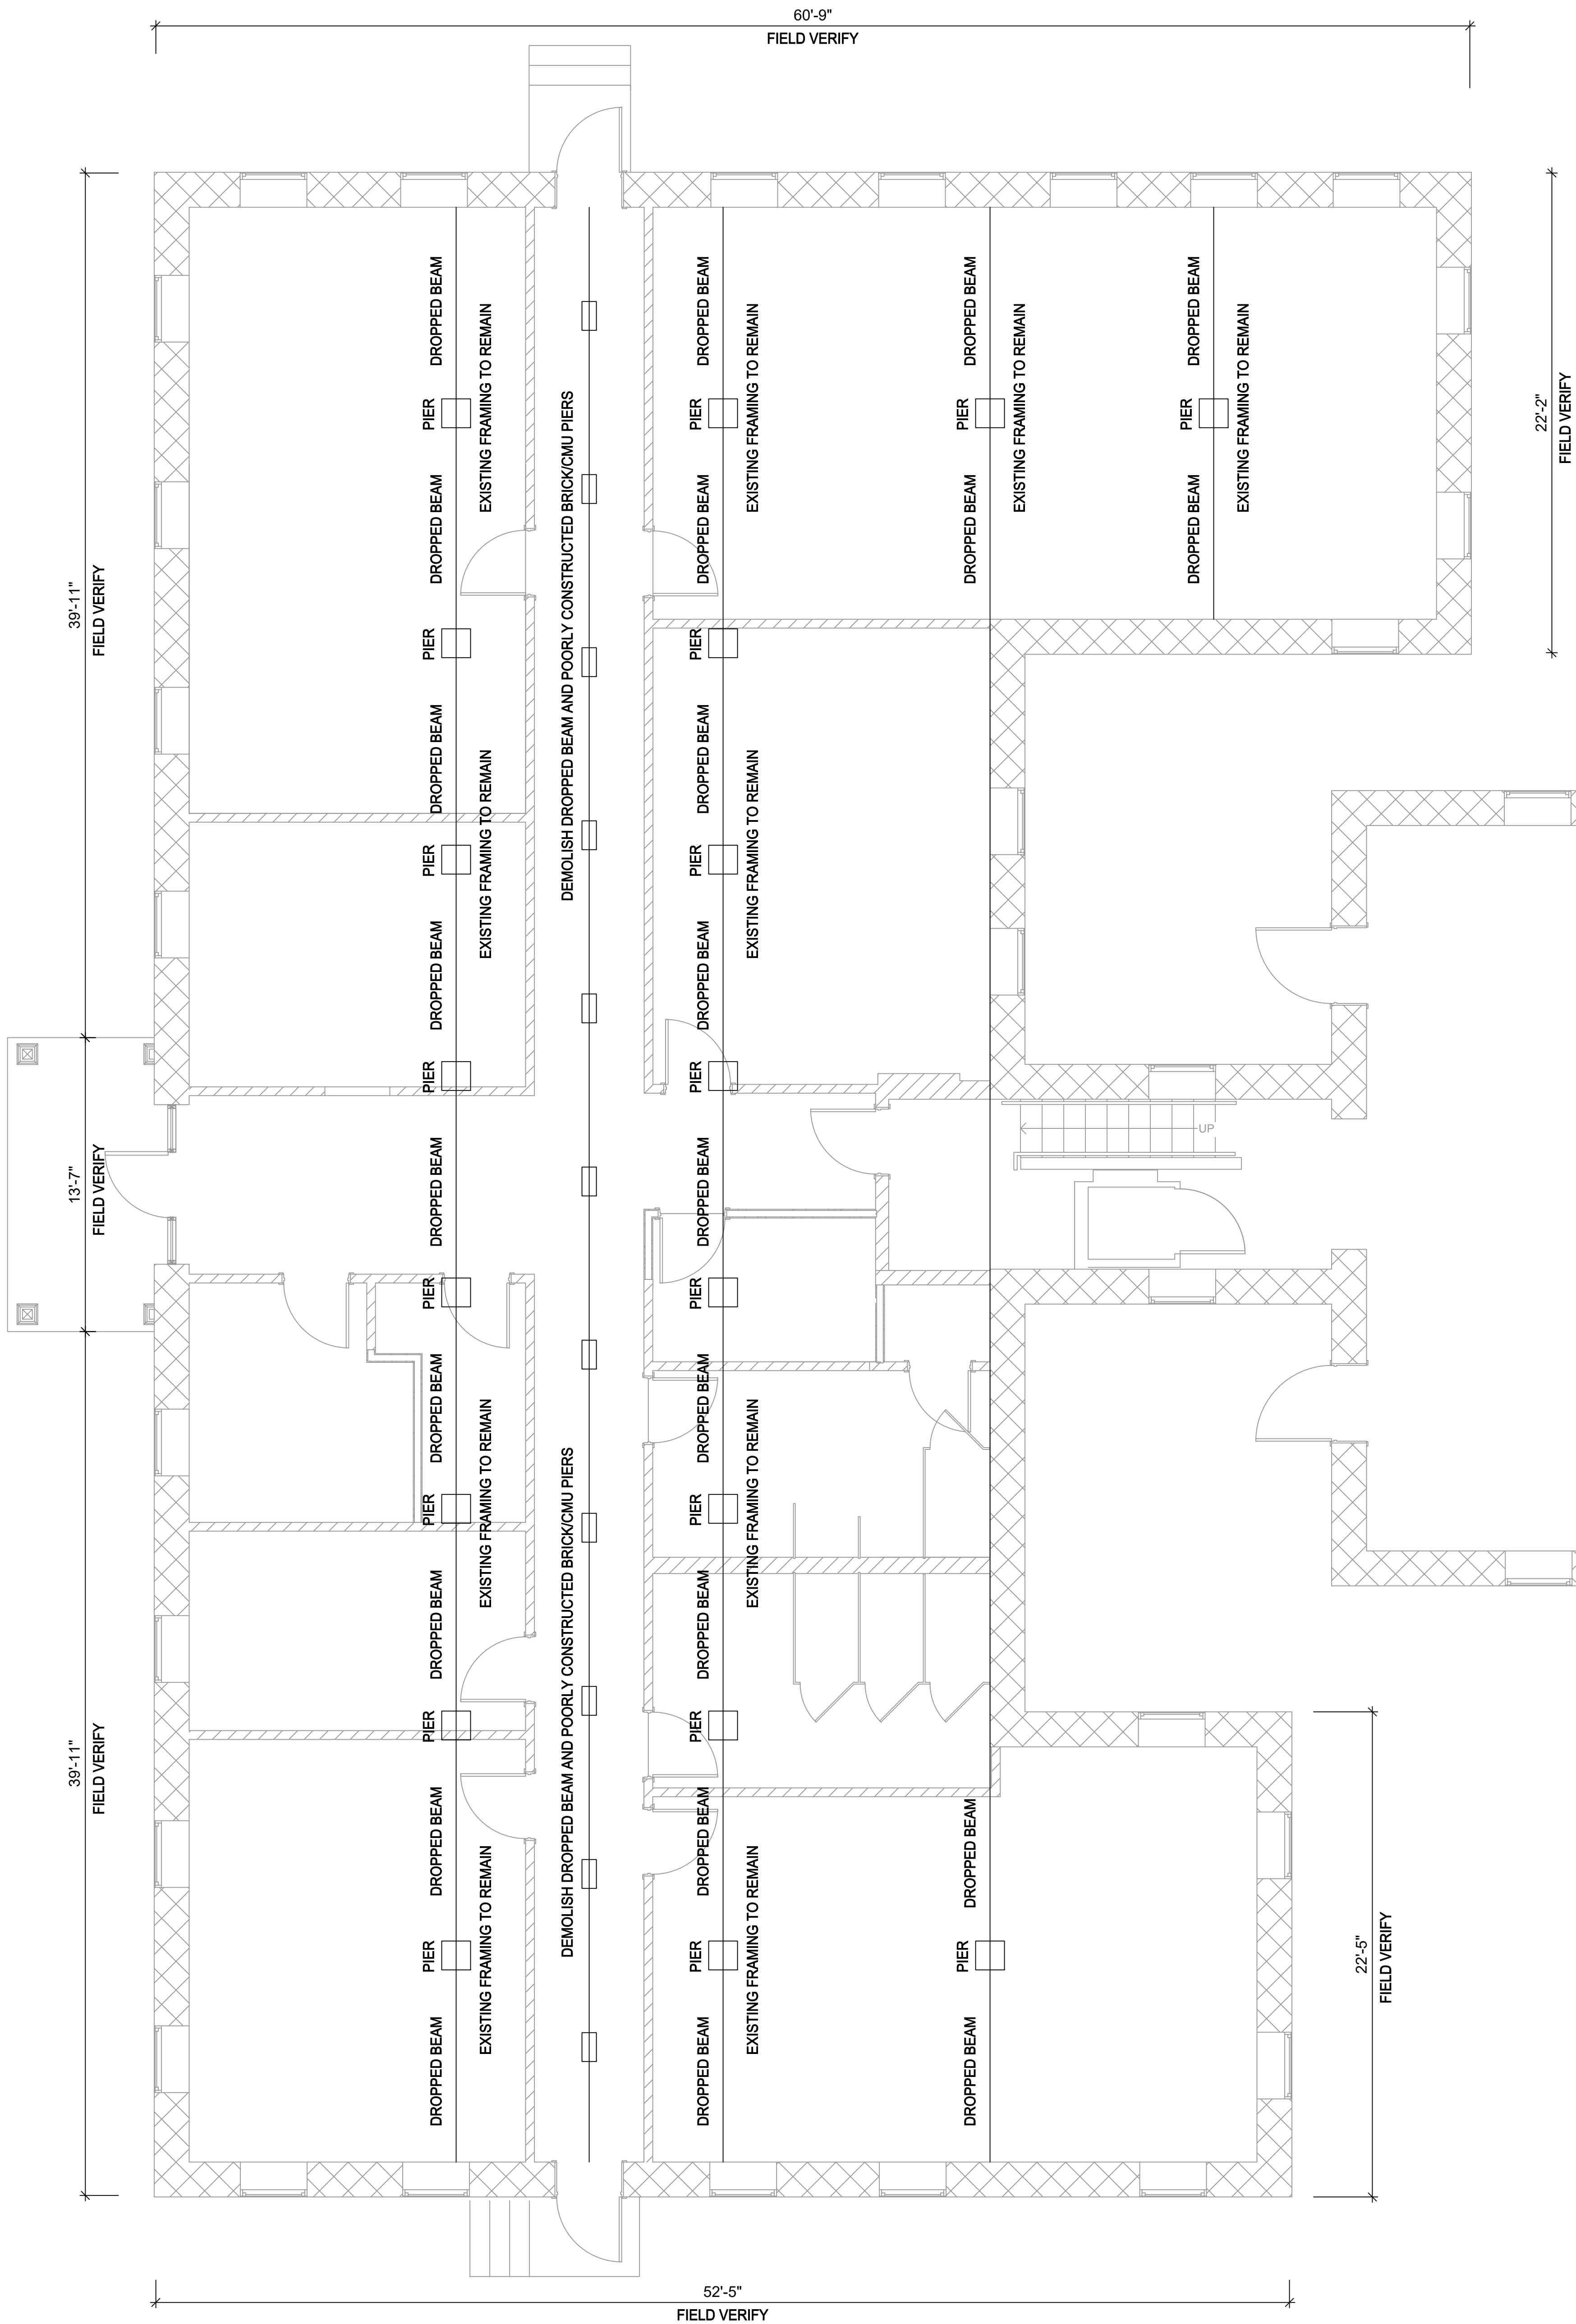 60'-9"
FIELD VERIFY
DROPPED BEAM
DROPPED BEAM
DROPPED BEAM
DROPPED BEAM
EXISTING FRAMING TO REMAIN
EXISTING FRAMING TO REMAIN
EXISTING FRAMING TO REMAIN
EXISTING FRAMING TO REMAIN
PIER
PIER
PIER
PIER
22'-2"
FIELD VERIFY
DROPPED BEAM
DROPPED BEAM
DROPPED BEAM
DROPPED BEAM
39'-11"
FIELD VERIFY
DEMOLISH DROPPED BEAM AND POORLY CONSTRUCTED BRICK/CMU PIERS
PIER
PIER
DROPPED BEAM
DROPPED BEAM
EXISTING FRAMING TO REMAIN
EXISTING FRAMING TO REMAIN
PIER
PIER
DROPPED BEAM
DROPPED BEAM
PIER
PIER
UP
13'-7"
FIELD VERIFY
DROPPED BEAM
DROPPED BEAM
PIER
PIER
DROPPED BEAM
DROPPED BEAM
EXISTING FRAMING TO REMAIN
EXISTING FRAMING TO REMAIN
PIER
PIER
DROPPED BEAM
DROPPED BEAM
DEMOLISH DROPPED BEAM AND POORLY CONSTRUCTED BRICK/CMU PIERS
PIER
PIER
39'-11"
FIELD VERIFY
DROPPED BEAM
DROPPED BEAM
DROPPED BEAM
EXISTING FRAMING TO REMAIN
EXISTING FRAMING TO REMAIN
PIER
PIER
PIER
22'-5"
FIELD VERIFY
DROPPED BEAM
DROPPED BEAM
DROPPED BEAM
52'-5"
FIELD VERIFY